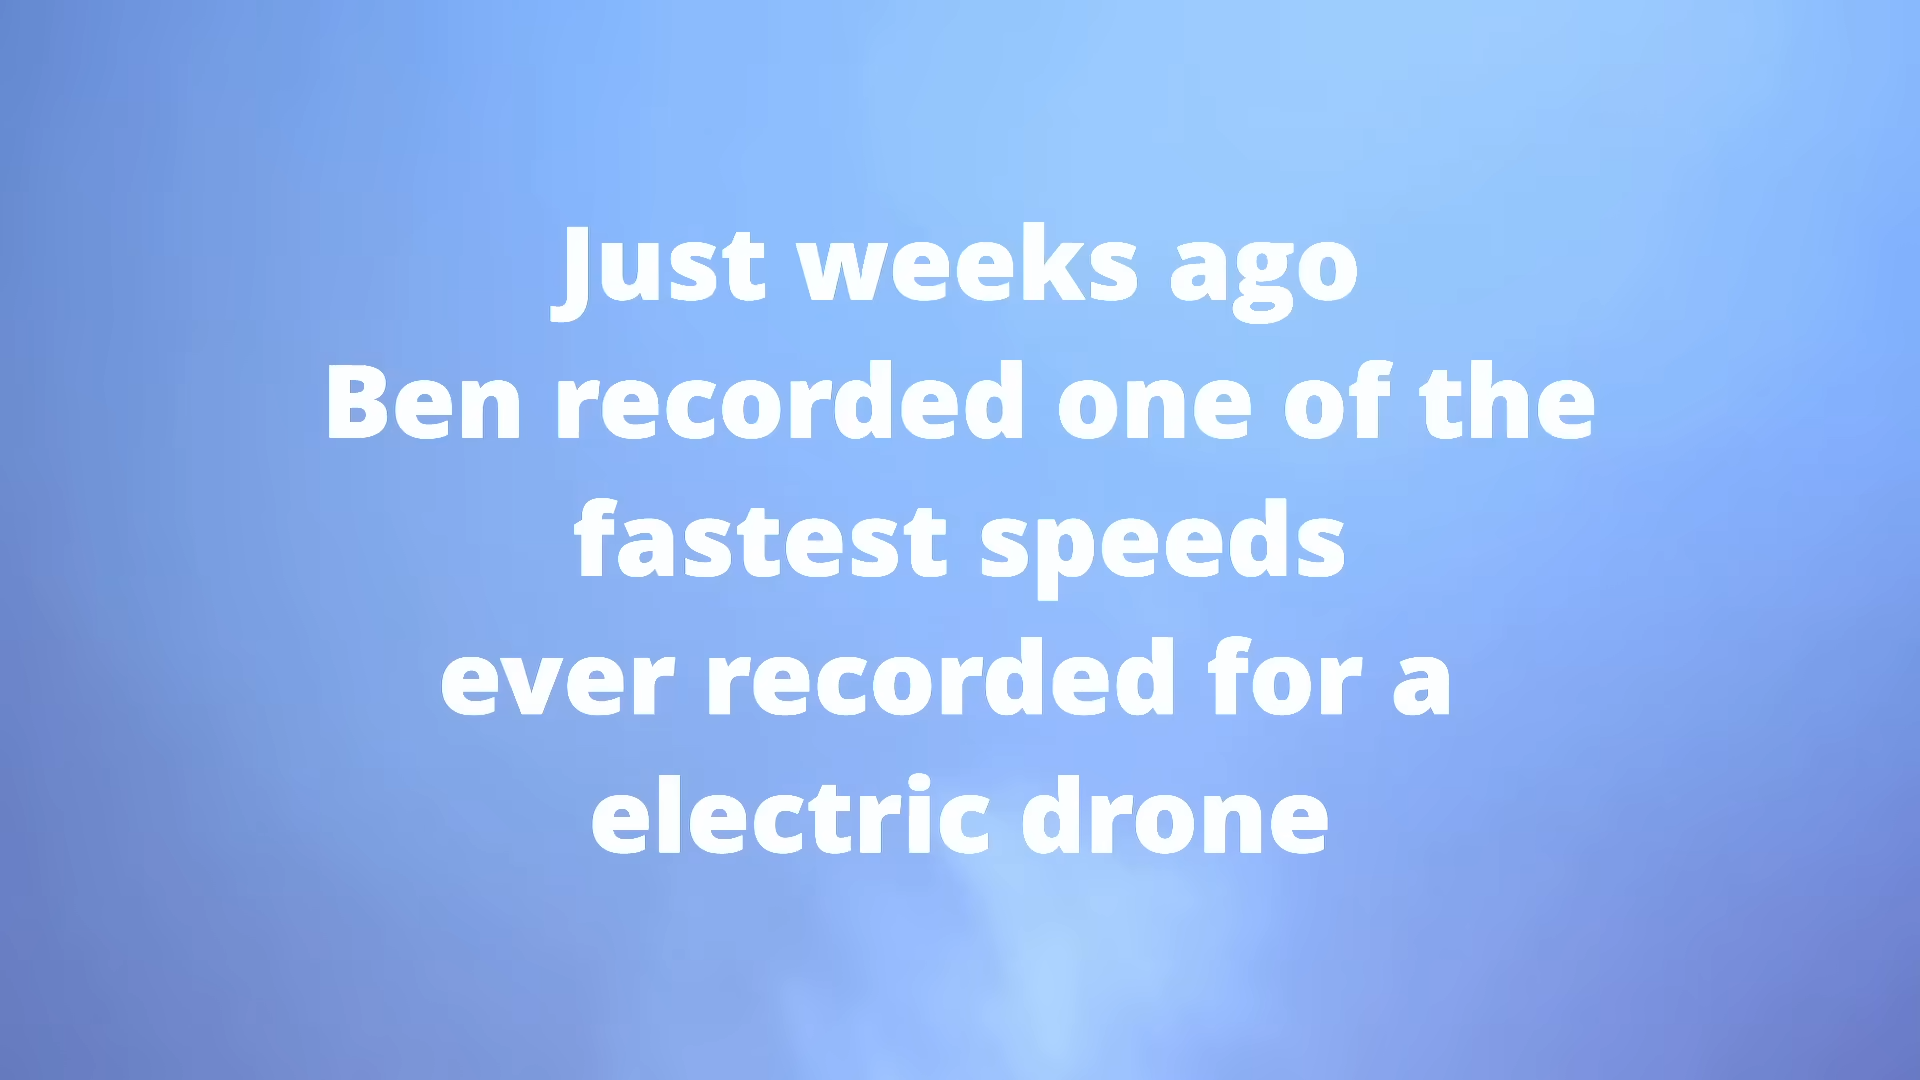 Just weeks ago
Ben recorded one of the
fastest speeds
ever recorded for a
electric drone